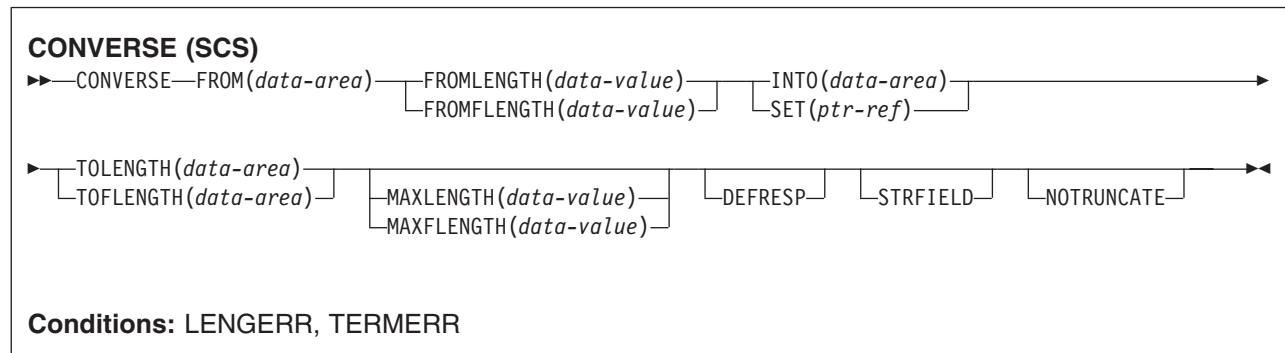 CONVERSE (SCS)
CONVERSE FROM(data-area) FROMLENGTH(data-value) INTO(data-area)
FROMFLENGTH(data-value) SET(ptr-ref)
TOLENGTH(data-area)
TOFLENGTH(data-area) MAXLENGTH(data-value) DEFRESP STRFIELD NOTRUNCATE
MAXFLENGTH(data-value)
Conditions: LENGERR, TERMERR